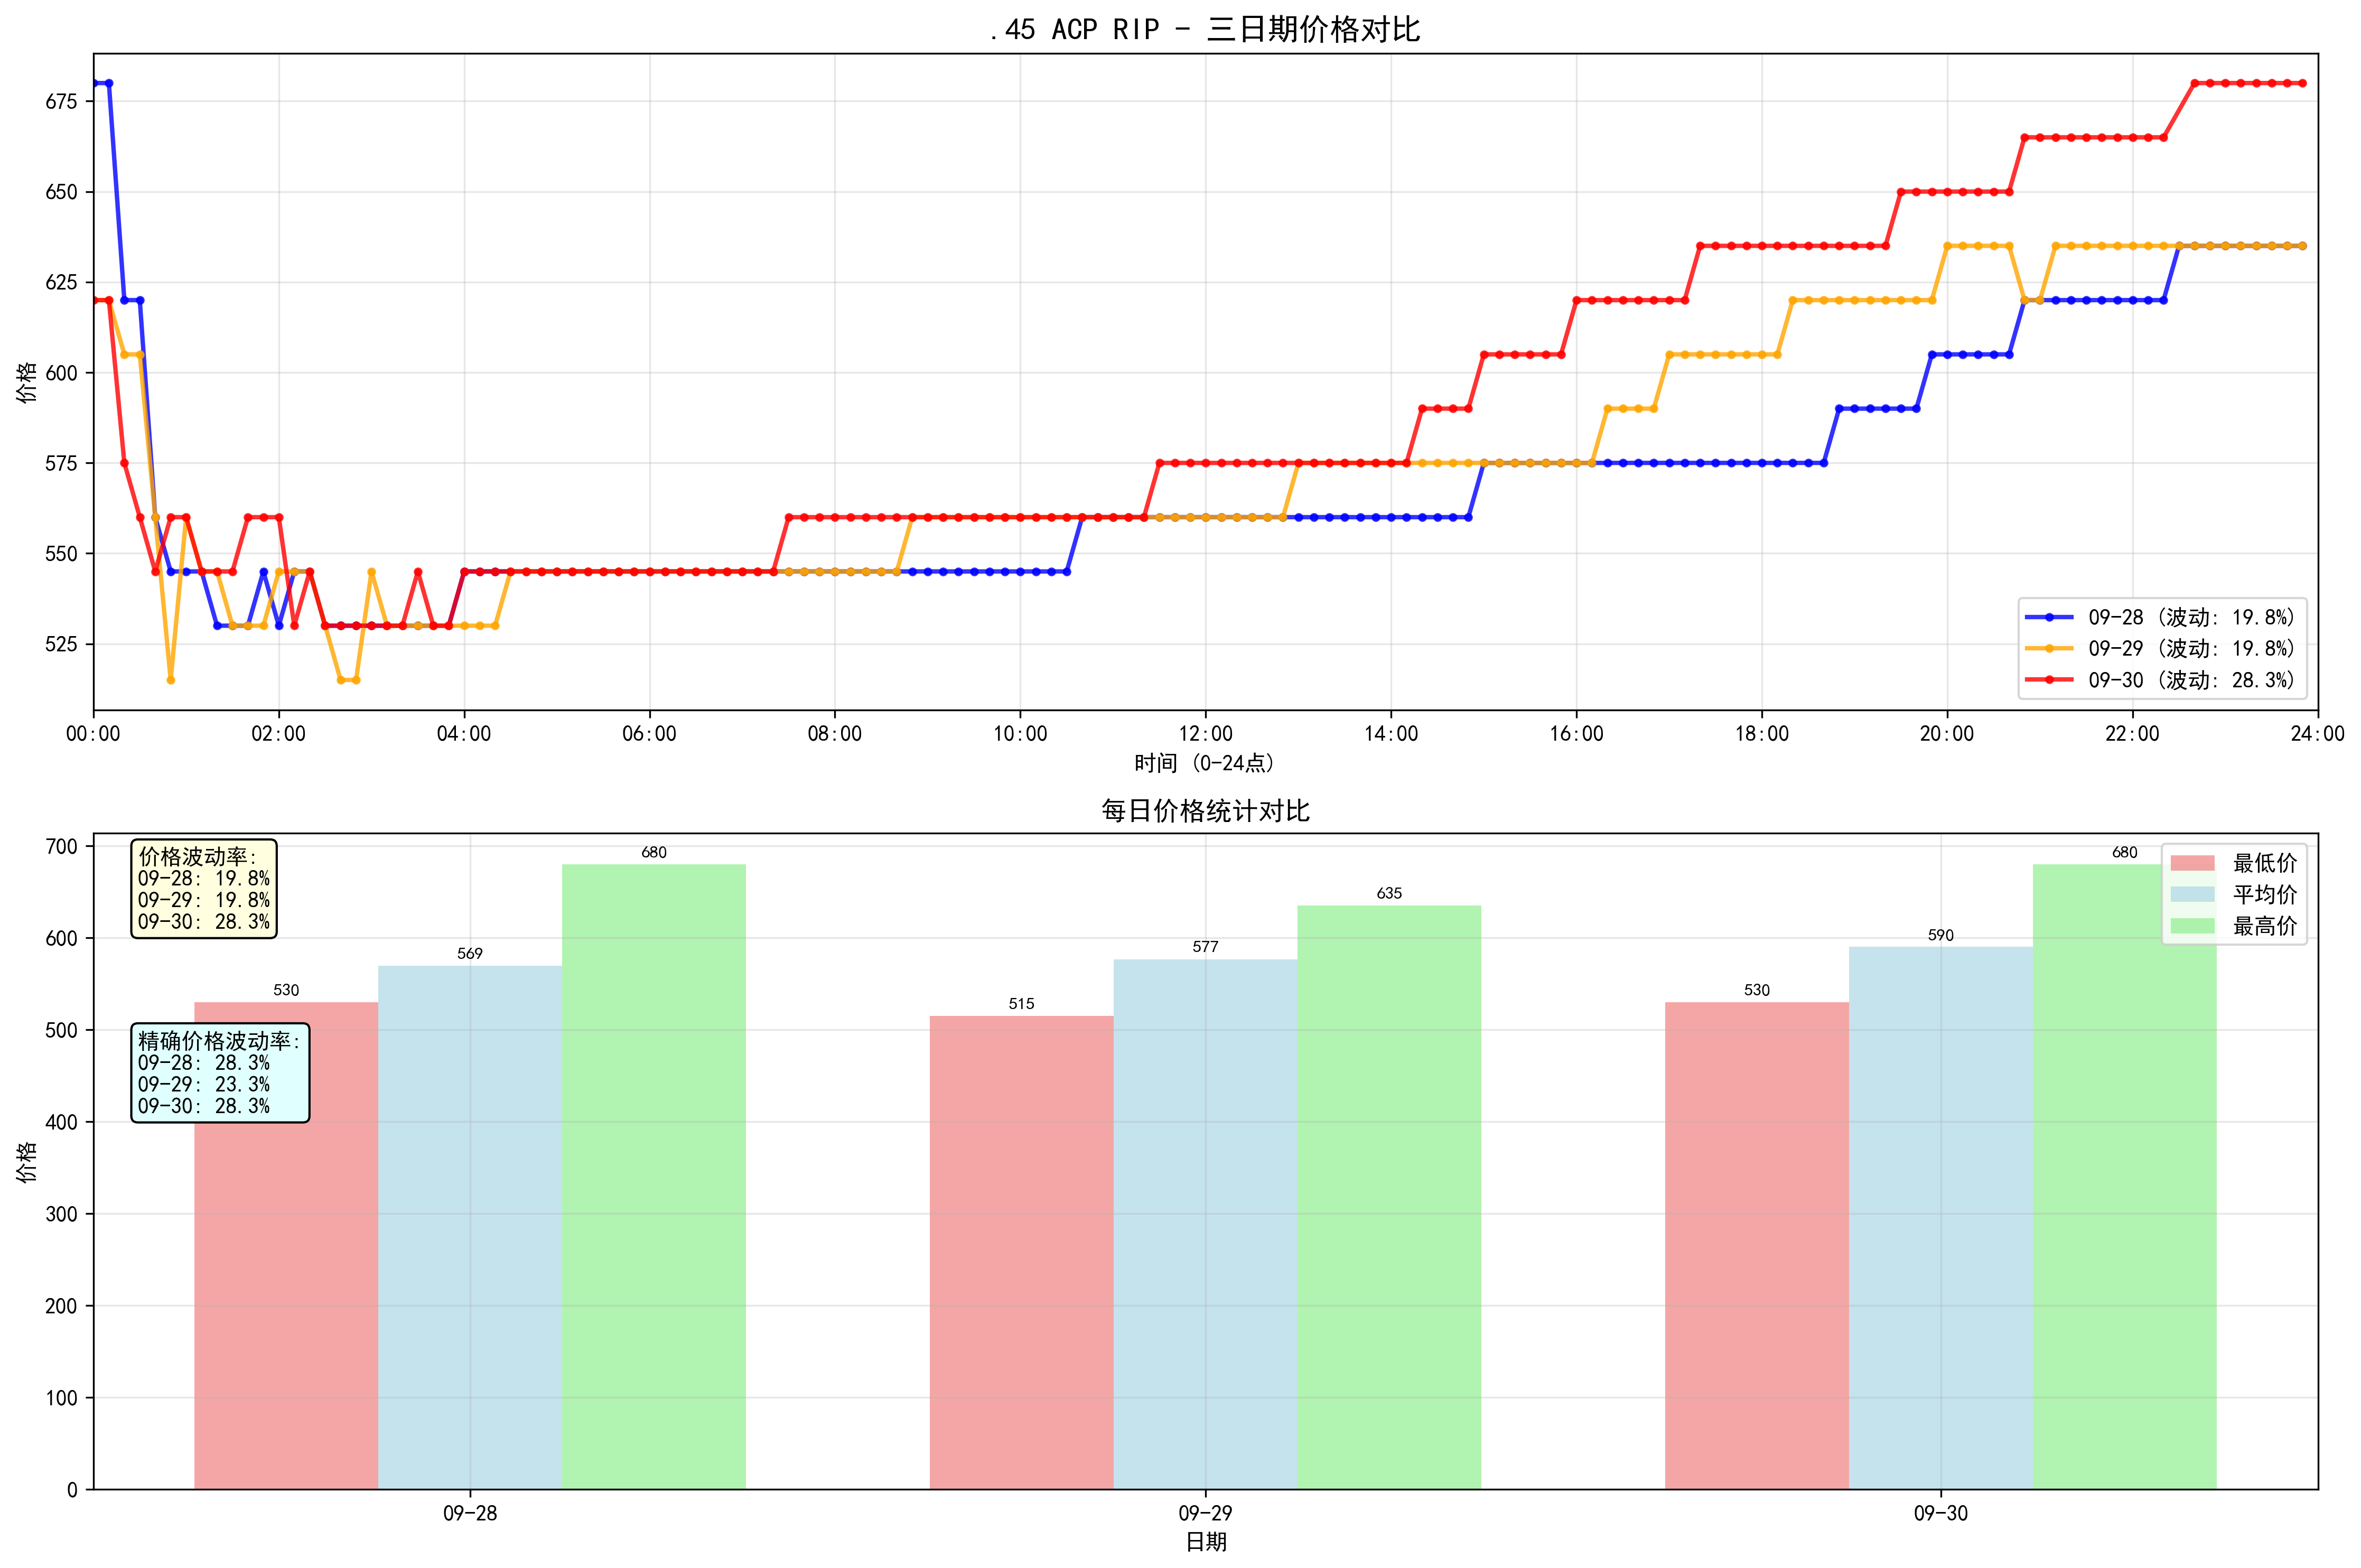 .45 ACP RIP - 三日期价格对比
价格
675
650
625
600
575
550
525
00:00 02:00 04:00 06:00 08:00 10:00 12:00 14:00 16:00 18:00 20:00 22:00 24:00
时间 (0-24点)
09-28 (波动: 19.8%)
09-29 (波动: 19.8%)
09-30 (波动: 28.3%)
每日价格统计对比
价格
700
600
500
400
300
200
100
0
价格波动率:
09-28: 19.8%
09-29: 19.8%
09-30: 28.3%
精确价格波动率:
09-28: 28.3%
09-29: 23.3%
09-30: 28.3%
530
569
680
515
577
635
530
590
680
最低价
平均价
最高价
09-28 09-29 09-30
日期